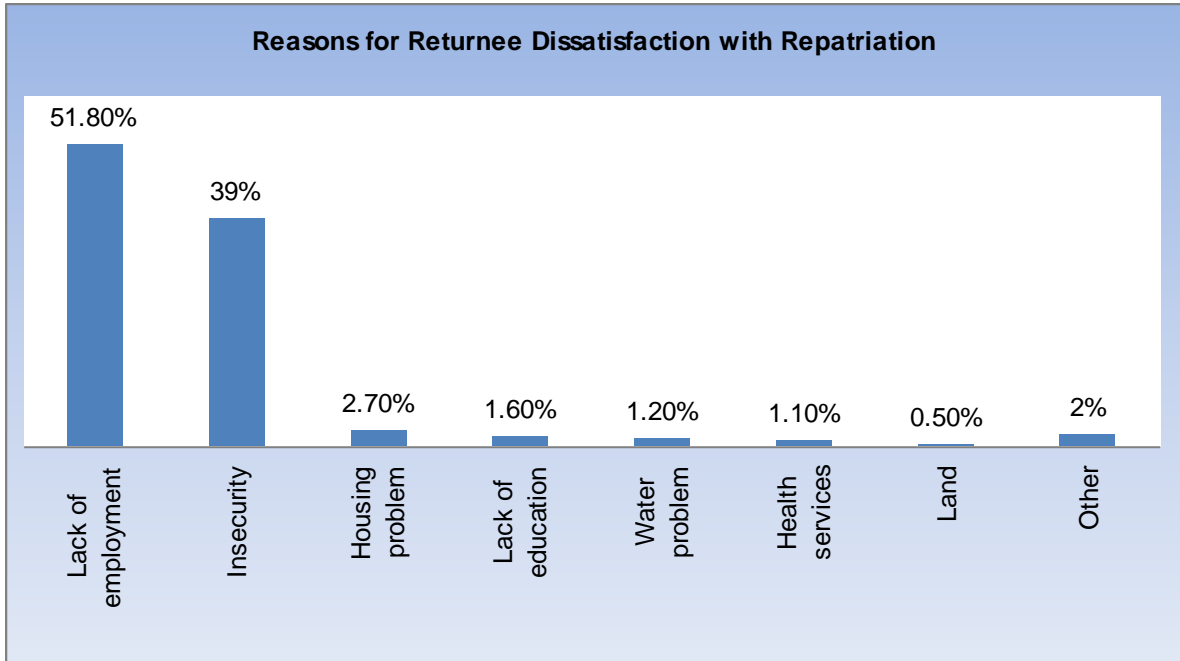 Reasons for Returnee Dissatisfaction with Repatriation
51.80%
39%
2.70%
1.60%
1.20%
1.10%
0.50%
2%
Lack of
employment
Insecurity
Housing
problem
Lack of
education
Water
problem
Health
services
Land
Other